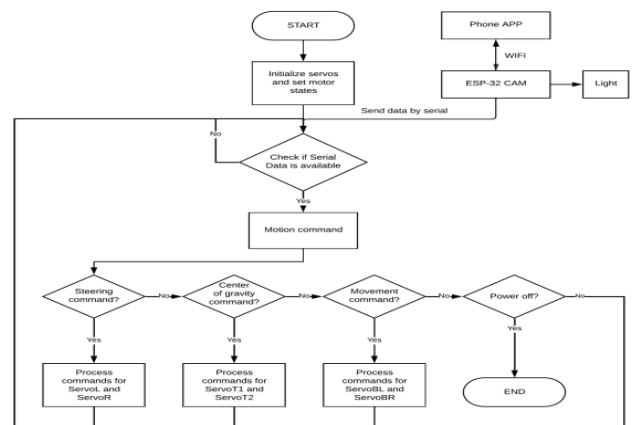 START
Phone APP
WIFI
Initialize servos
and set motor
states
ESP-32 CAM
Light
Send data by serial
No
Check if Serial
Data is available
Yes
Motion command
Steering
command?
No
Center
of gravity
command?
No
Movement
command?
No
Power off?
No
Yes
Yes
Yes
Yes
Process
commands for
ServoL and
ServoR
Process
commands for
ServoT1 and
ServoT2
Process
commands for
ServoBL and
ServoBR
END